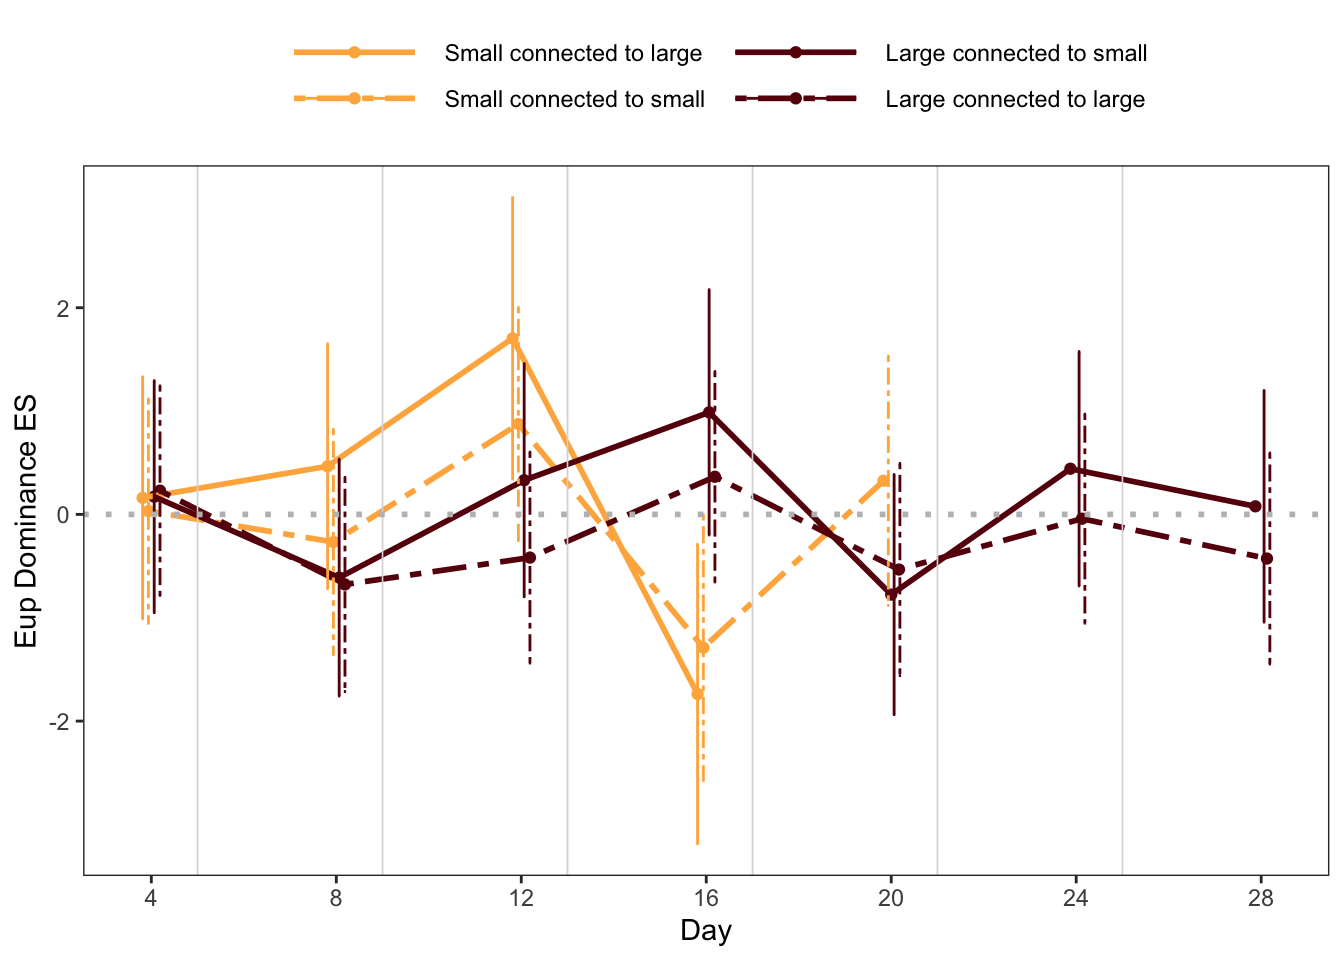 Small connected to large
Large connected to small
Small connected to small
Large connected to large
Eup Dominance ES
2
0
-2
4 8 12 16 20 24 28
Day